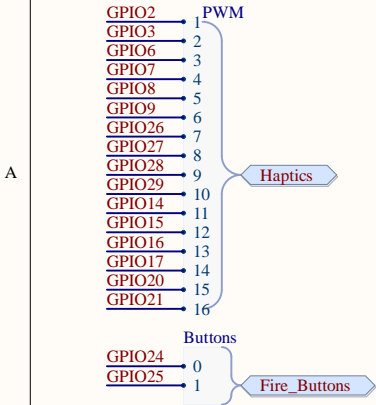 PWM
GPIO2 1
GPIO3 2
GPIO6 3
GPIO7 4
GPIO8 5
GPIO9 6
GPIO26 7
GPIO27 8
A GPIO28 9 Haptics
GPIO29 10
GPIO14 11
GPIO15 12
GPIO16 13
GPIO17 14
GPIO20 15
GPIO21 16
Buttons
GPIO24 0
GPIO25 1 Fire_Buttons